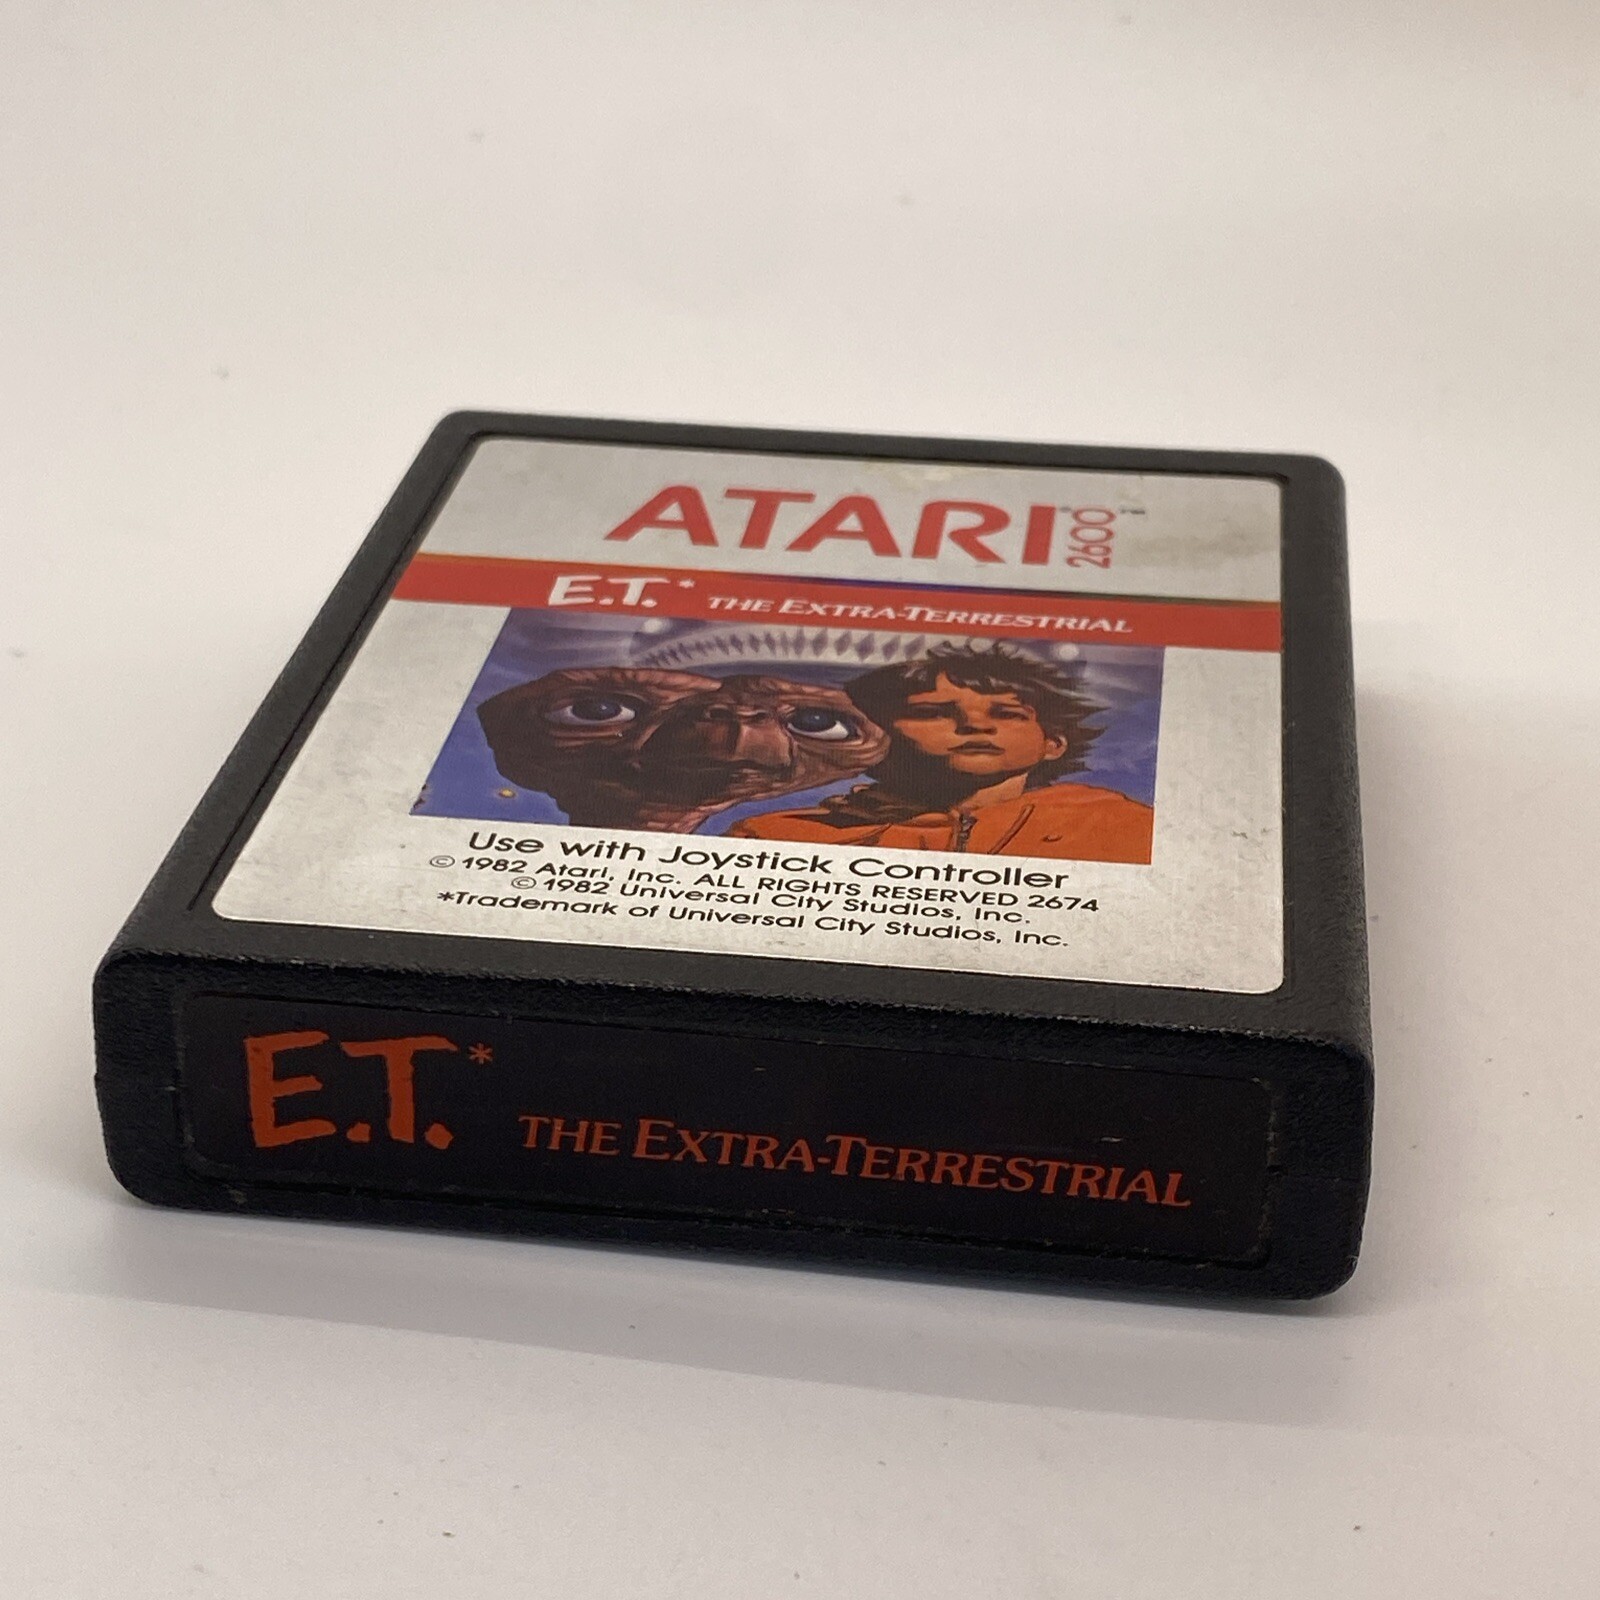 ATARI® 2600™
E.T.* THE EXTRA-TERRESTRIAL
Use with Joystick Controller
© 1982 Atari, Inc. ALL RIGHTS RESERVED 2674
© 1982 Universal City Studios, Inc.
*Trademark of Universal City Studios, Inc.
E.T.* THE EXTRA-TERRESTRIAL